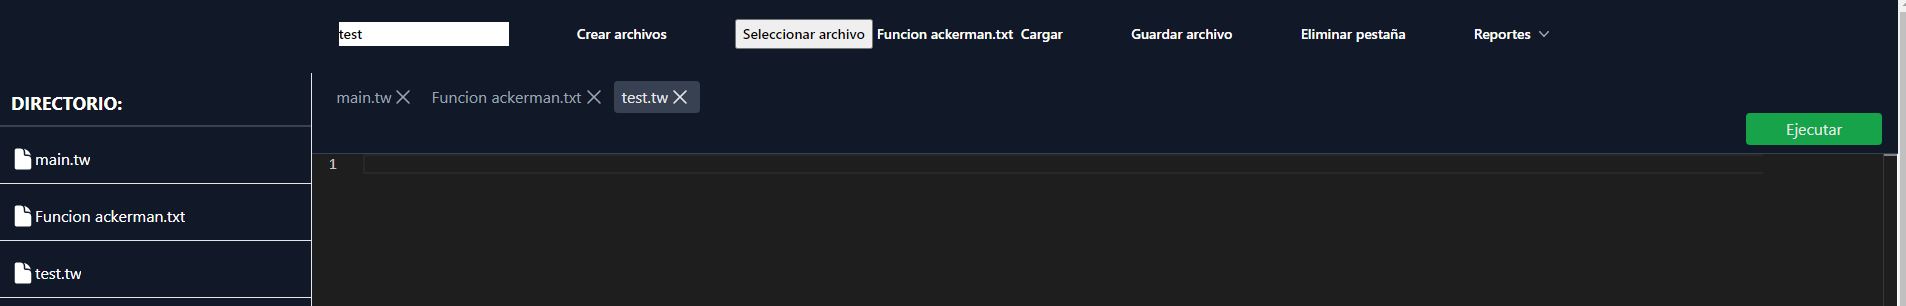 test Crear archivos Seleccionar archivo Funcion ackerman.txt Cargar Guardar archivo Eliminar pestaña Reportes
DIRECTORIO:
main.tw
Funcion ackerman.txt
test.tw
main.tw Funcion ackerman.txt test.tw
Ejecutar
1